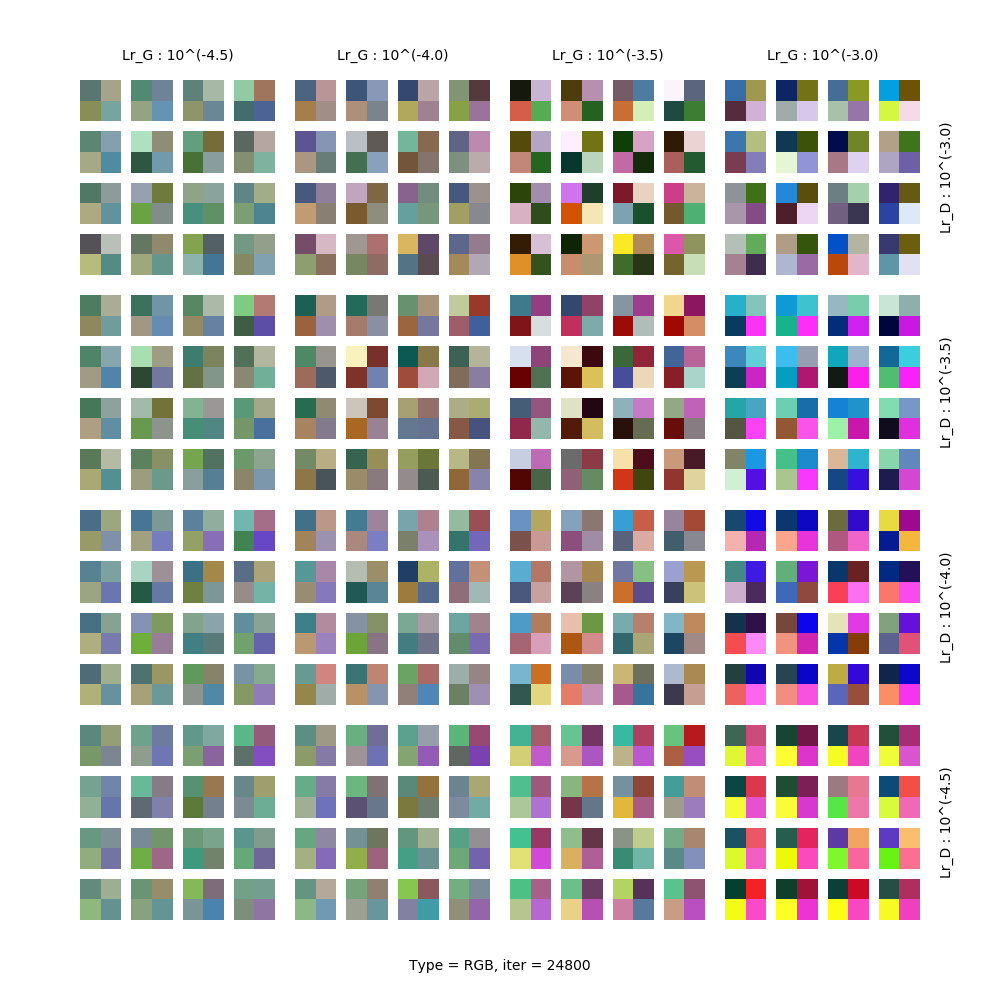 Lr_G : 10^(-4.5)
Lr_G : 10^(-4.0)
Lr_G : 10^(-3.5)
Lr_G : 10^(-3.0)
Lr_D : 10^(-3.0)
Lr_D : 10^(-3.5)
Lr_D : 10^(-4.0)
Lr_D : 10^(-4.5)
Type = RGB, iter = 24800